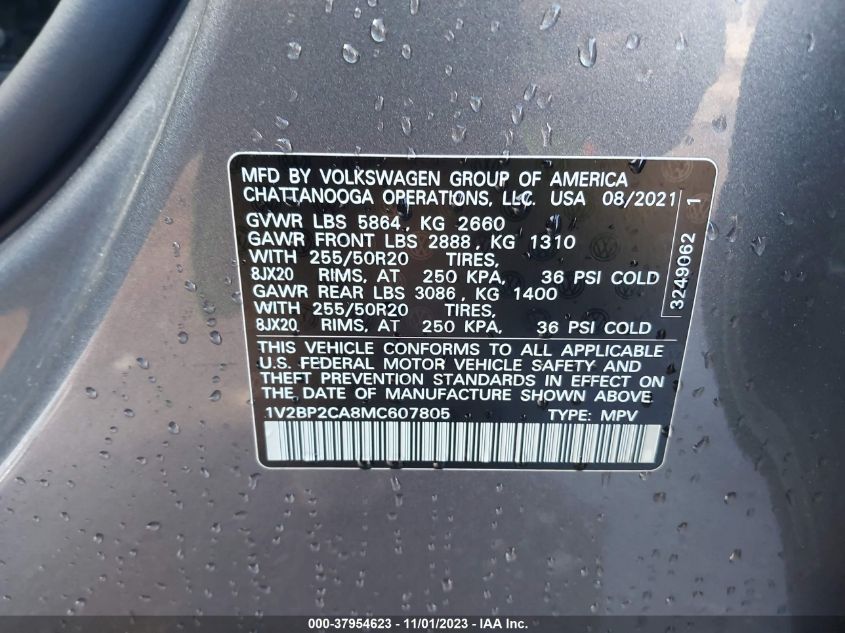 MFD BY VOLKSWAGEN GROUP OF AMERICA
CHATTANOOGA OPERATIONS, LLC. USA 08/2021
GVWR LBS 5864, KG 2660
GAWR FRONT LBS 2888, KG 1310
WITH 255/50R20 TIRES,
8JX20 RIMS, AT 250 KPA, 36 PSI COLD
GAWR REAR LBS 3086, KG 1400
WITH 255/50R20 TIRES,
8JX20 RIMS, AT 250 KPA, 36 PSI COLD
THIS VEHICLE CONFORMS TO ALL APPLICABLE
U.S. FEDERAL MOTOR VEHICLE SAFETY AND
THEFT PREVENTION STANDARDS IN EFFECT ON
THE DATE OF MANUFACTURE SHOWN ABOVE.
1V2BP2CA8MC607805 TYPE: MPV
3249062 1
000-37954623 - 11/01/2023 - iaai.com